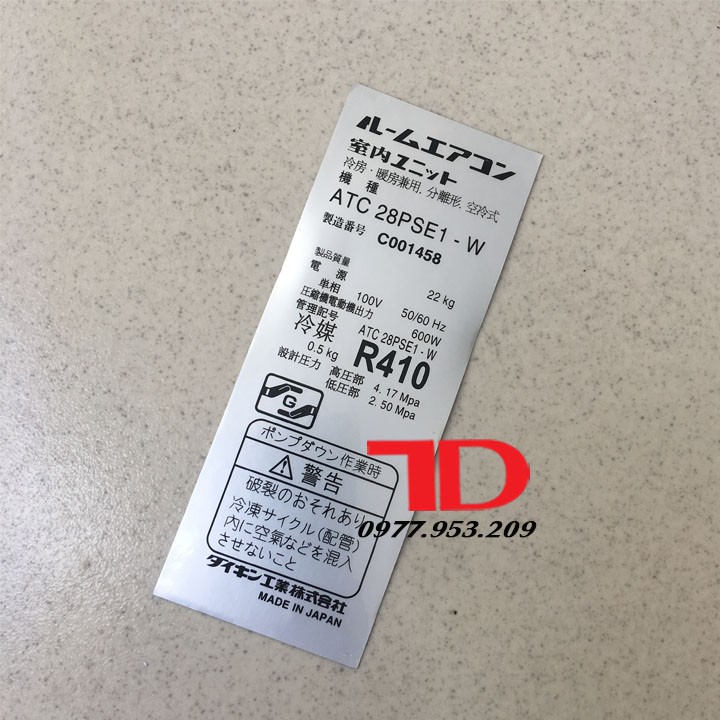 ルームエアコン
室内ユニット
冷房・暖房兼用, 分離形, 空冷式
機 種
ATC 28PSE1 - W
製造番号 C001458
製品質量 22 kg
電 源
単相 100V 50/60 Hz
圧縮機電動機出力 600W
管理記号 ATC 28PSE1 - W
冷媒 R410
0.5 kg
設計圧力 高圧部 4.17 Mpa
低圧部 2.50 Mpa
G
ポンプダウン作業時
警告
破裂のおそれあり
冷凍サイクル(配管)
内に空氣などを混入
させないこと
ダイキン工業株式会社
MADE IN JAPAN
TD
0977.953.209